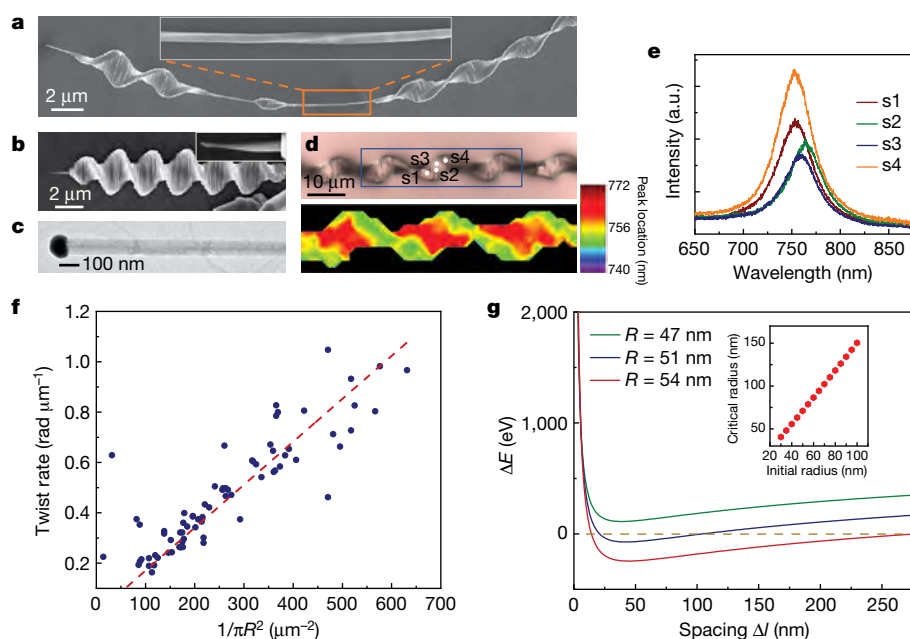 a
2 μm
b
2 μm
c
100 nm
d
s3 s4
s1 s2
10 μm
772
756
740
Peak location (nm)
e
Intensity (a.u.)
s1
s2
s3
s4
650 700 750 800 850
Wavelength (nm)
f
Twist rate (rad μm⁻¹)
1.2
1.0
0.8
0.6
0.4
0.2
0 100 200 300 400 500 600 700
1/πR² (μm⁻²)
g
ΔE (eV)
2,000
1,000
0
R = 47 nm
R = 51 nm
R = 54 nm
Critical radius (nm)
150
100
50
20 40 60 80 100
Initial radius (nm)
0 50 100 150 200 250
Spacing Δl (nm)